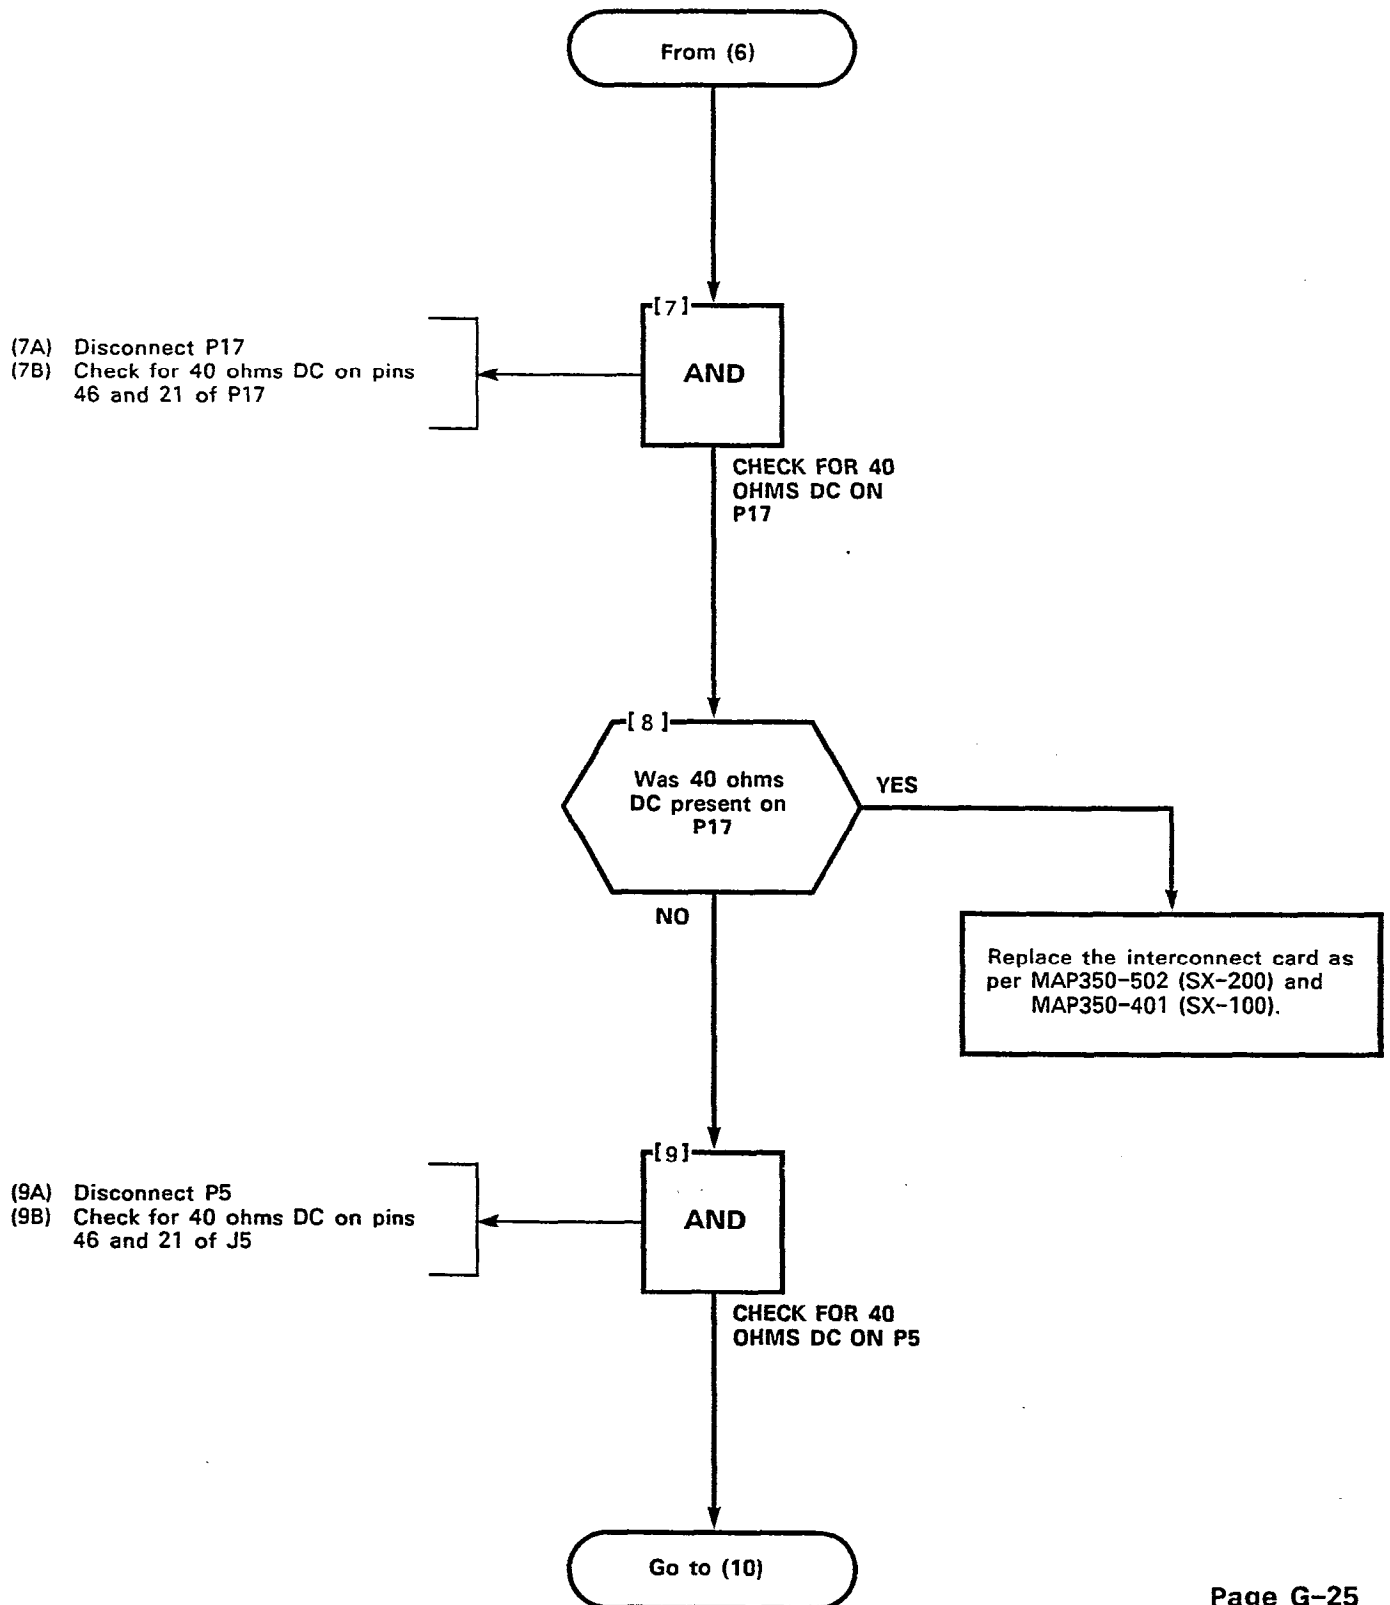 From (6)
[7]
(7A) Disconnect P17
(7B) Check for 40 ohms DC on pins
46 and 21 of P17
AND
CHECK FOR 40
OHMS DC ON
P17
[8]
Was 40 ohms
DC present on
P17
YES
NO
Replace the interconnect card as
per MAP350-502 (SX-200) and
MAP350-401 (SX-100).
[9]
(9A) Disconnect P5
(9B) Check for 40 ohms DC on pins
46 and 21 of J5
AND
CHECK FOR 40
OHMS DC ON P5
Go to (10)
Page G-25